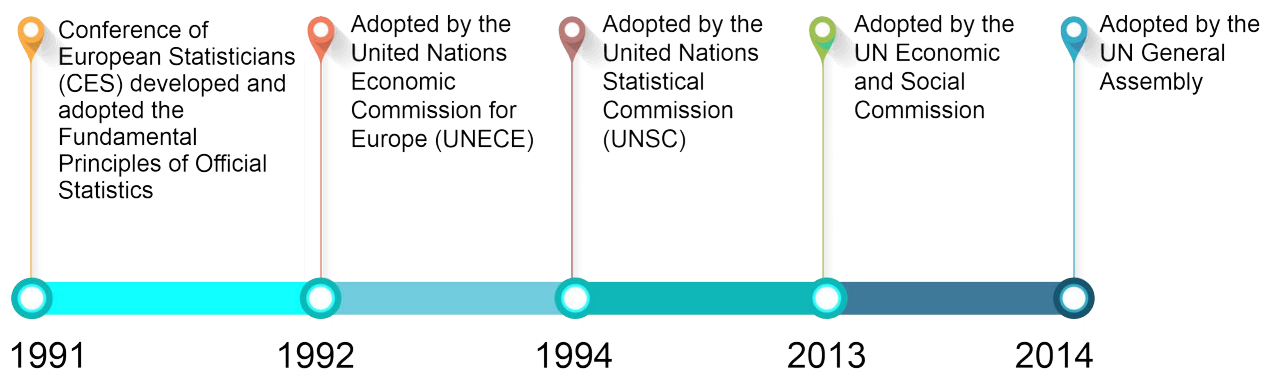 Conference of
European Statisticians
(CES) developed and
adopted the
Fundamental
Principles of Official
Statistics
Adopted by the
United Nations
Economic
Commission for
Europe (UNECE)
Adopted by the
United Nations
Statistical
Commission
(UNSC)
Adopted by the
UN Economic
and Social
Commission
Adopted by the
UN General
Assembly
1991
1992
1994
2013
2014